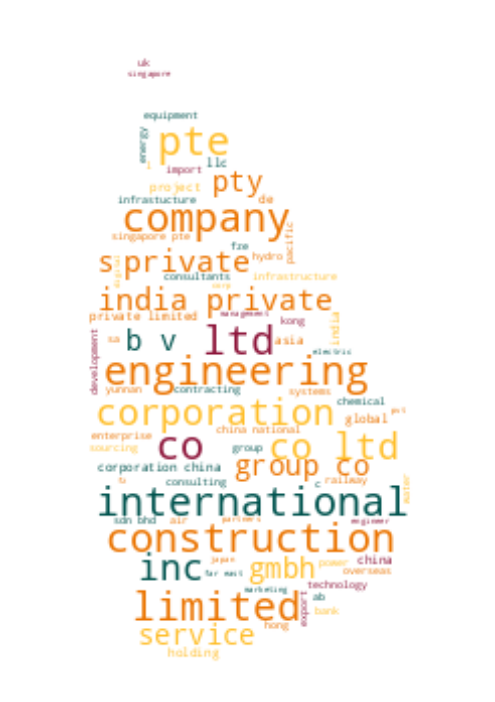 uk
singapore
equipment
energy
pte
llc
import
pty
project
infrastucture
de
company
pacific
singapore pte
fze
s private
hydro
digital
consultants
infrastructure
corp
india private
management
private limited
kong
india
development
sa
b v
ltd
asia
electric
engineering
yunnan
contracting
systems
chemical
corporation
global
china national
enterprise
sourcing
co
group
co ltd
corporation china
group co
consulting
c
railway
water
international
sdn bhd
air
partners
engineer
construction
japan
inc
far east
gmbh
power
china
overseas
technology
marketing
ab
export
limited
bank
service
hong
holding